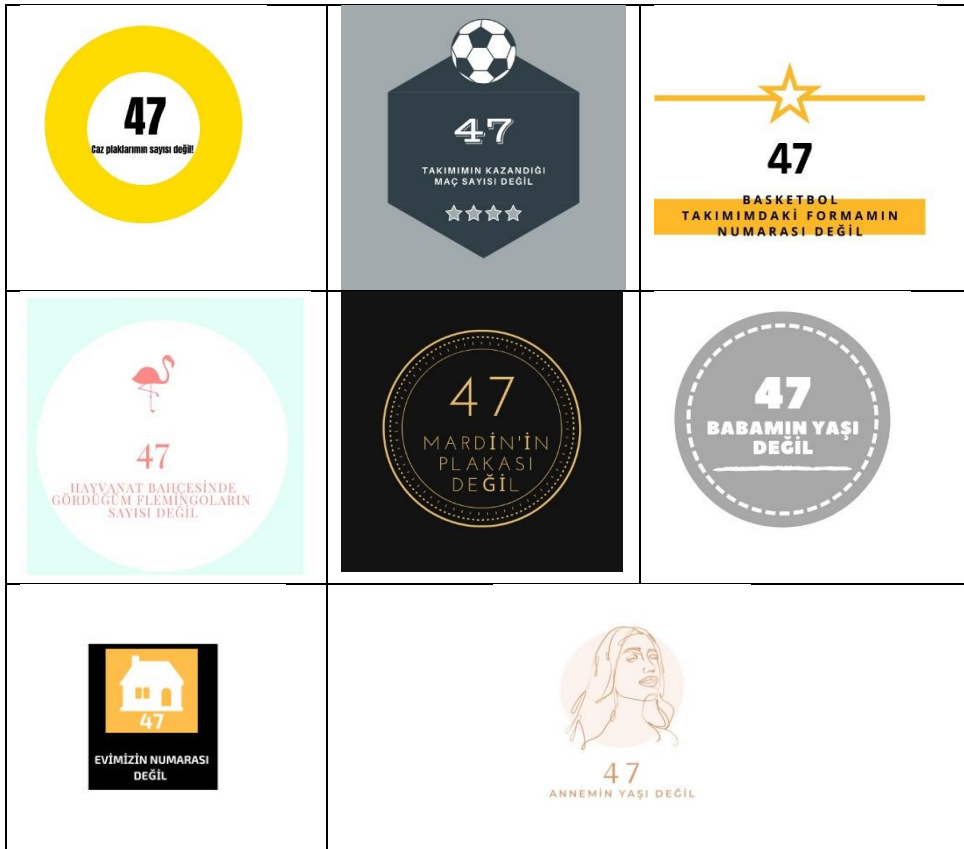 47
Caz plaklarımın sayısı değil!
47
TAKIMIMIN KAZANDIĞI
MAÇ SAYISI DEĞİL
47
BASKETBOL
TAKIMIMDAKİ FORMAMIN
NUMARASI DEĞİL
47
HAYVANAT BAHÇESİNDE
GÖRDÜĞÜM FLEMİNGOLARIN
SAYISI DEĞİL
47
MARDİN'İN
PLAKASI
DEĞİL
47
BABAMIN YAŞI
DEĞİL
47
EVİMİZİN NUMARASI
DEĞİL
47
ANNEMİN YAŞI DEĞİL